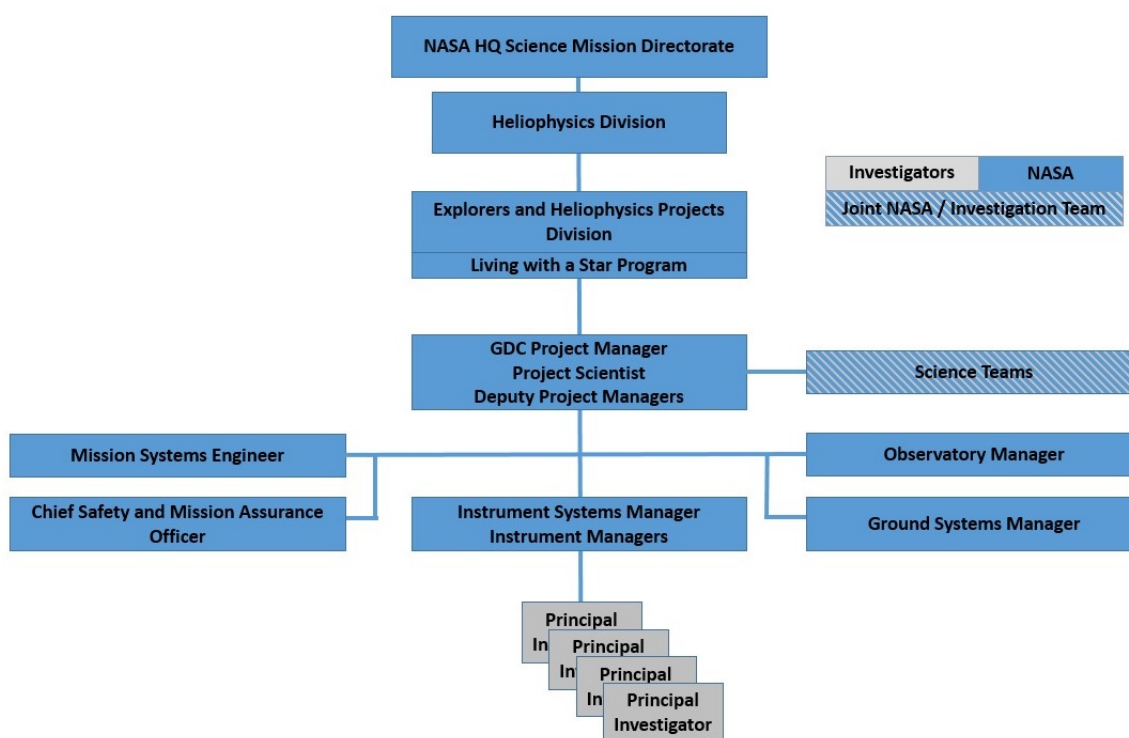 NASA HQ Science Mission Directorate
Heliophysics Division
Investigators
NASA
Joint NASA / Investigation Team
Explorers and Heliophysics Projects
Division
Living with a Star Program
GDC Project Manager
Project Scientist
Deputy Project Managers
Science Teams
Mission Systems Engineer
Observatory Manager
Chief Safety and Mission Assurance
Officer
Instrument Systems Manager
Instrument Managers
Ground Systems Manager
Principal
Principal
Principal
Principal
Investigator